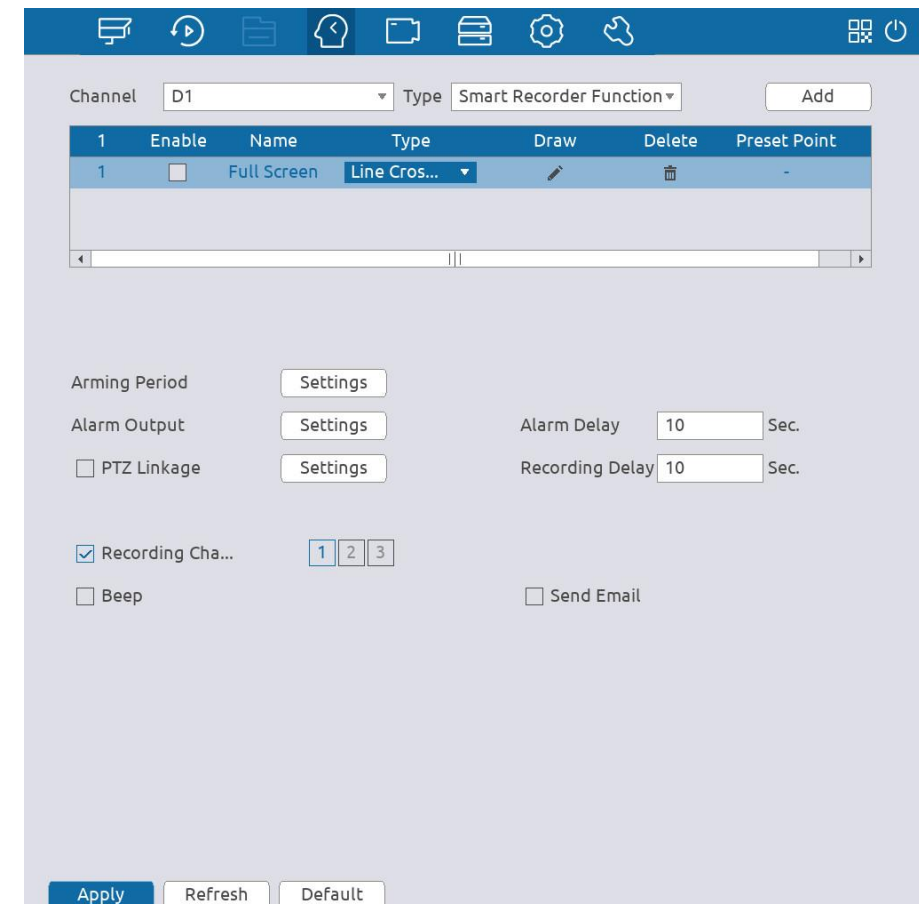 Channel D1 Type Smart Recorder Function Add
1 Enable Name Type Draw Delete Preset Point
1 Full Screen Line Cros... -
Arming Period Settings
Alarm Output Settings Alarm Delay 10 Sec.
PTZ Linkage Settings Recording Delay 10 Sec.
Recording Cha... 1 2 3
Beep Send Email
Apply Refresh Default